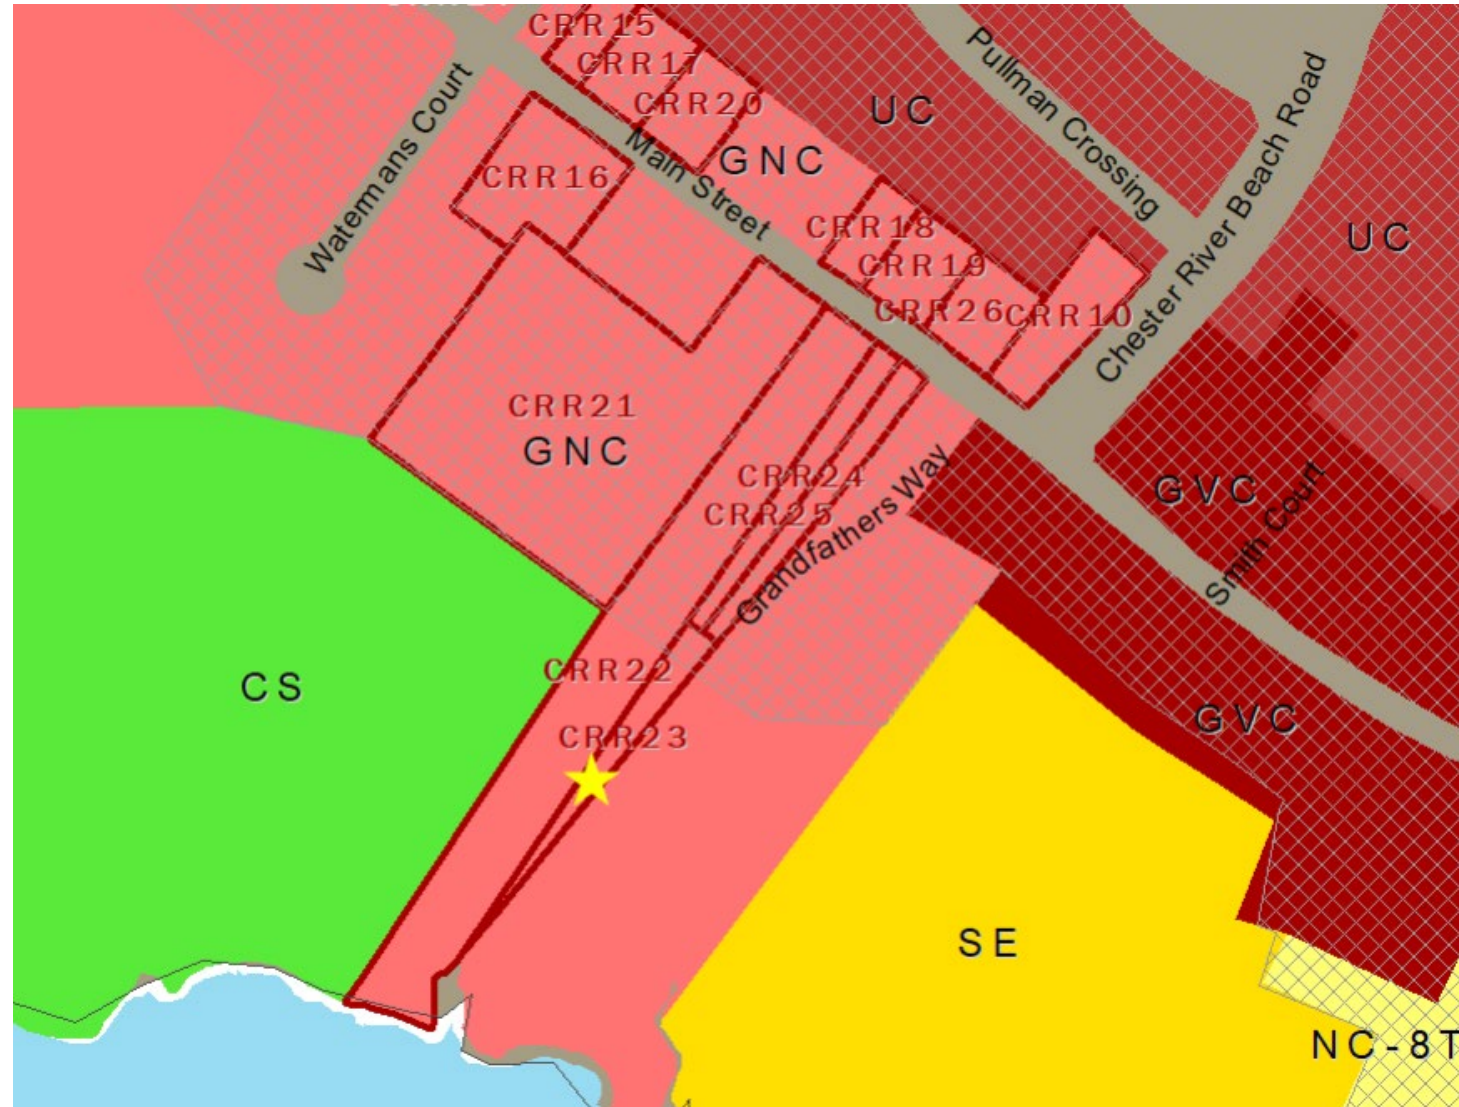 CRR15
CRR17
CRR20
UC
Pullman Crossing
Chester River Beach Road
Watermans Court
Main Street
GNC
CRR16
CRR18
UC
CRR19
CRR26
CRR10
CRR21
GNC
CRR24
CRR25
Grandfathers Way
GVC
Smith Court
CRR22
CS
GVC
CRR23
SE
NC-8T